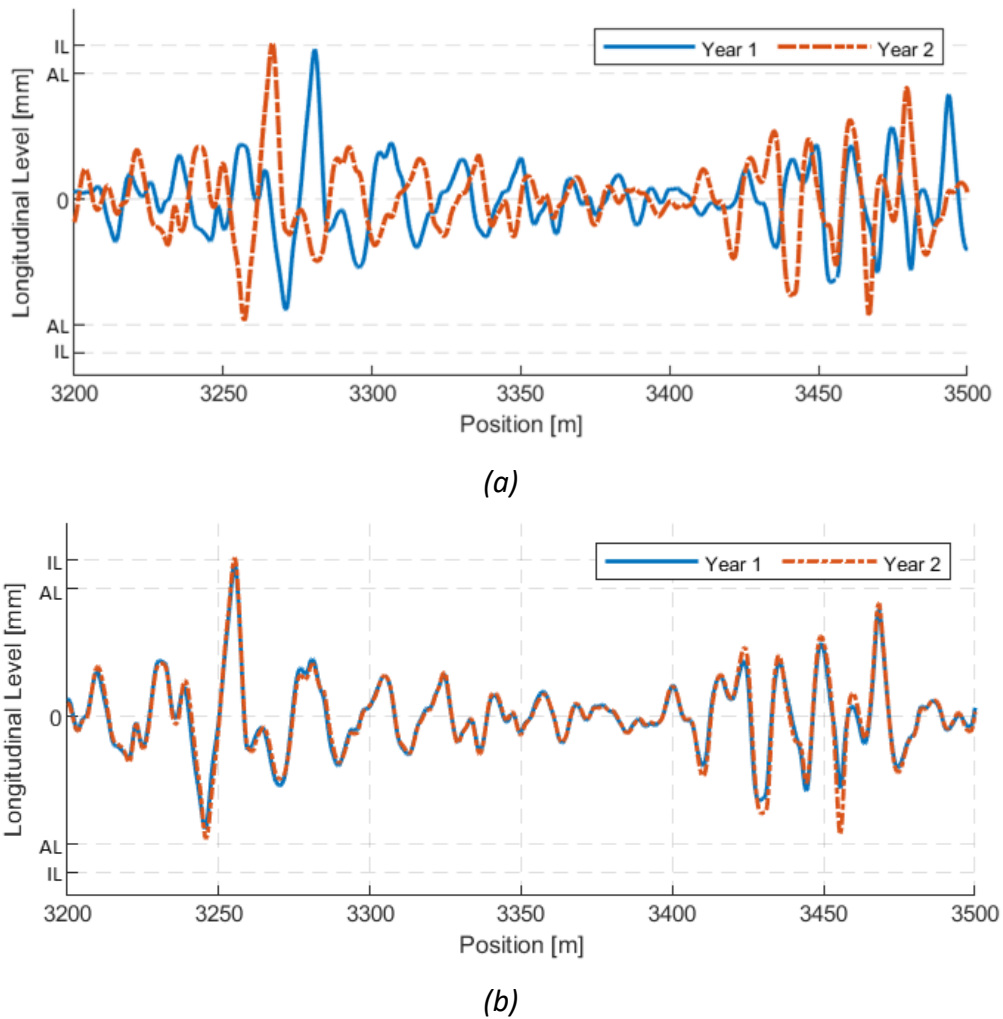 IL
AL
0
AL
IL
Longitudinal Level [mm]
Year 1
Year 2
3200 3250 3300 3350 3400 3450 3500
Position [m]
(a)
IL
AL
0
AL
IL
Longitudinal Level [mm]
Year 1
Year 2
3200 3250 3300 3350 3400 3450 3500
Position [m]
(b)